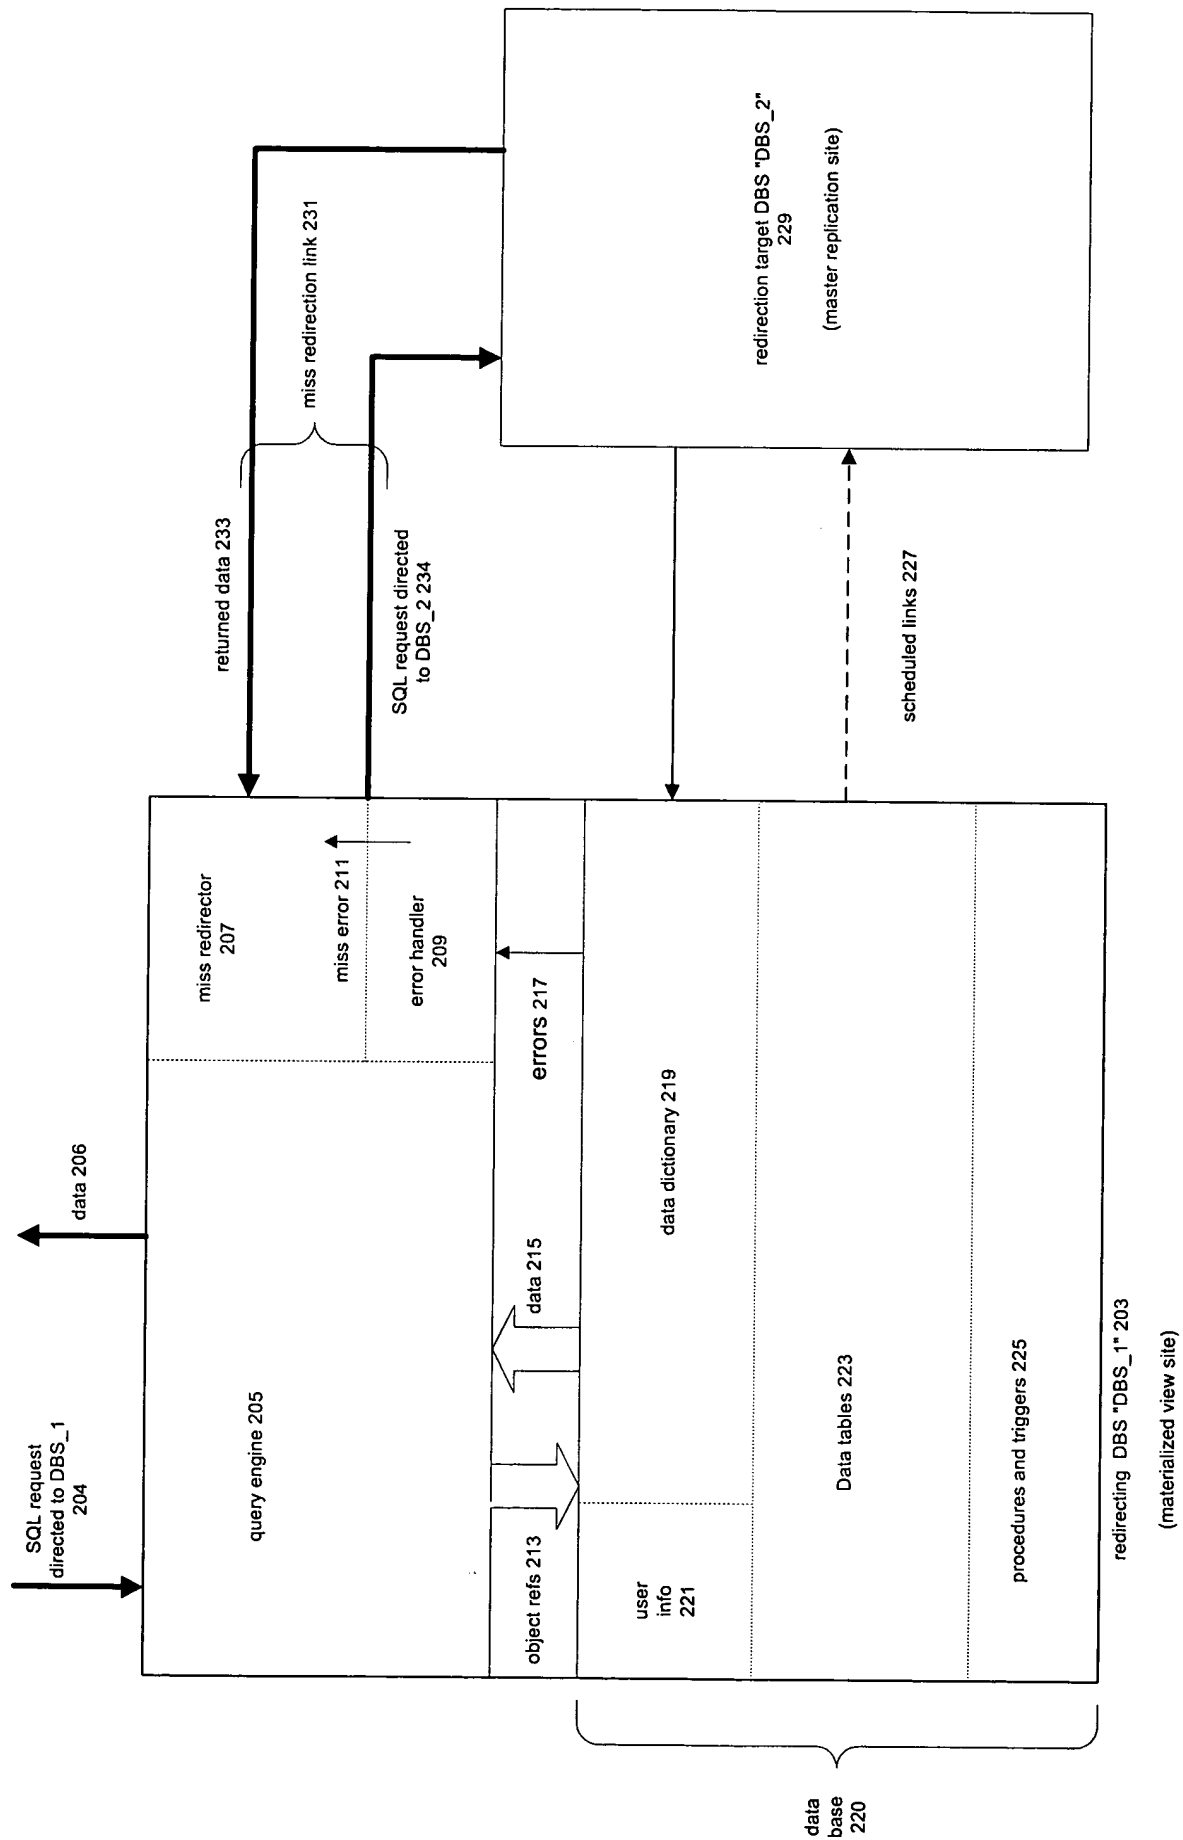 SQL request
directed to DBS_1
204
data 206
query engine 205
miss redirector
207
miss error 211
error handler
209
object refs 213
data 215
errors 217
user
info
221
data dictionary 219
Data tables 223
procedures and triggers 225
data
base
220
redirecting DBS "DBS_1" 203
(materialized view site)
returned data 233
miss redirection link 231
SQL request directed
to DBS_2 234
scheduled links 227
redirection target DBS "DBS_2"
229
(master replication site)